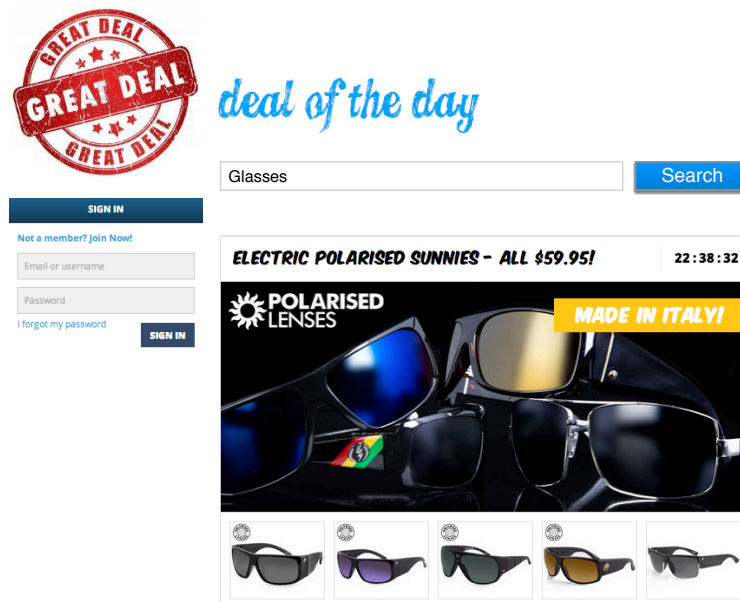 GREAT DEAL
GREAT DEAL
GREAT DEAL
deal of the day
Glasses
Search
SIGN IN
Not a member? Join Now!
Email or username
Password
I forgot my password
SIGN IN
ELECTRIC POLARISED SUNNIES - ALL $59.95!
22:38:32
POLARISED
LENSES
MADE IN ITALY!